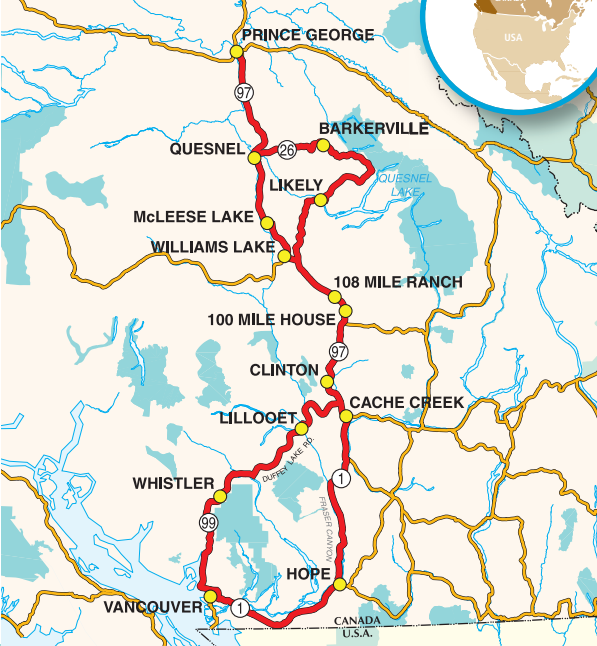 USA
PRINCE GEORGE
97
BARKERVILLE
26
QUESNEL
QUESNEL
LAKE
LIKELY
McLEESE LAKE
WILLIAMS LAKE
108 MILE RANCH
100 MILE HOUSE
97
CLINTON
CACHE CREEK
LILLOOET
DUFFEY LAKE RD.
1
WHISTLER
FRASER CANYON
99
HOPE
VANCOUVER
1
CANADA
U.S.A.